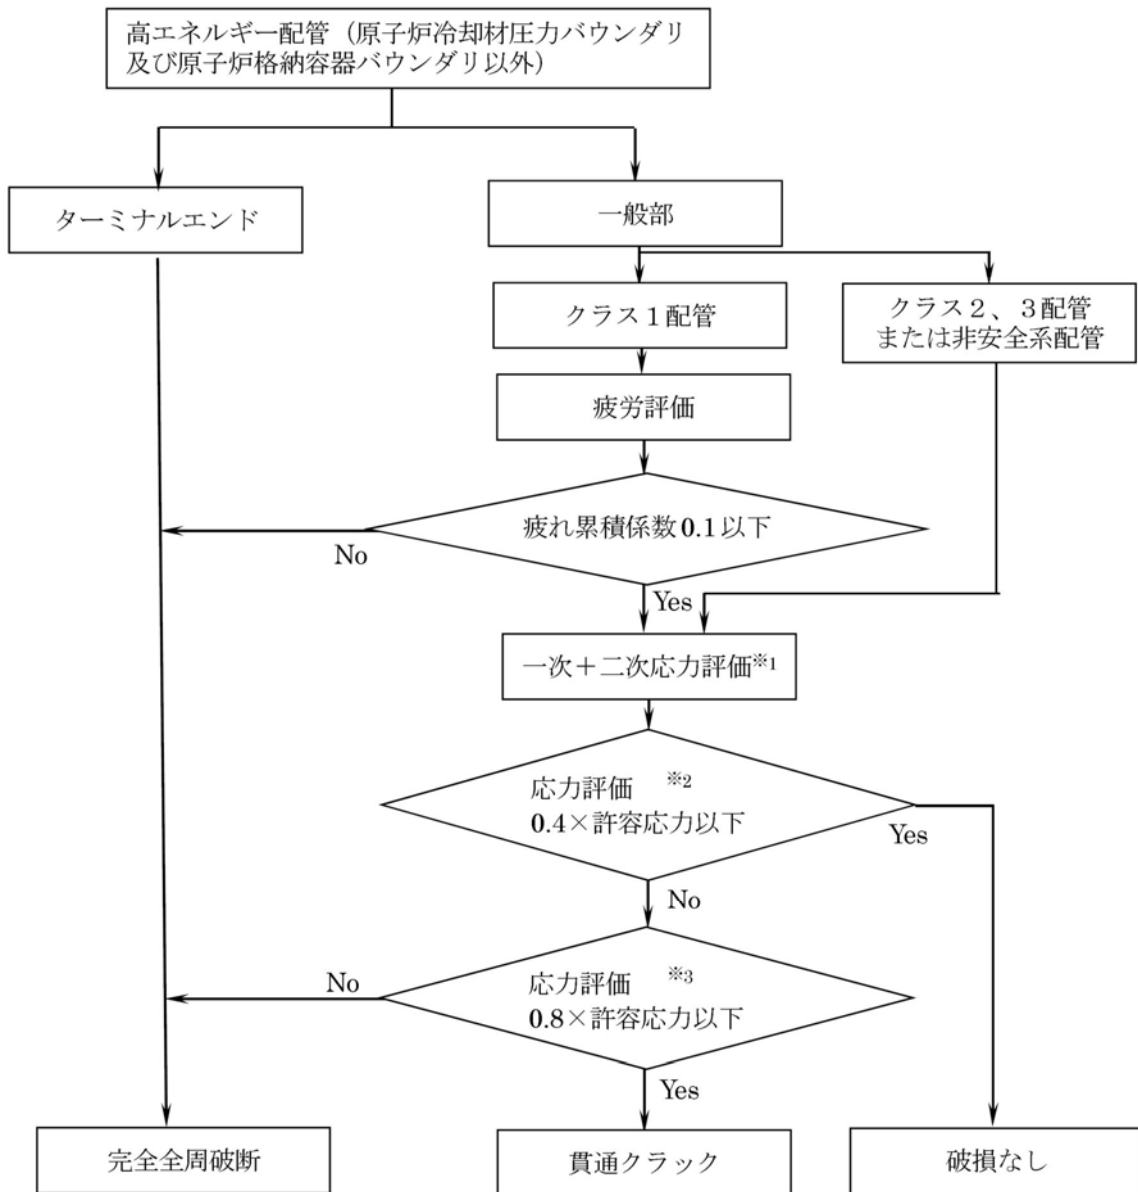 高エネルギー配管（原子炉冷却材圧力バウンダリ
及び原子炉格納容器バウンダリ以外）
ターミナルエンド
一般部
クラス１配管
クラス２、３配管
または非安全系配管
疲労評価
疲れ累積係数 0.1 以下
No
Yes
一次＋二次応力評価※1
応力評価　※2
0.4×許容応力以下
Yes
No
応力評価　※3
0.8×許容応力以下
No
Yes
完全全周破断
貫通クラック
破損なし